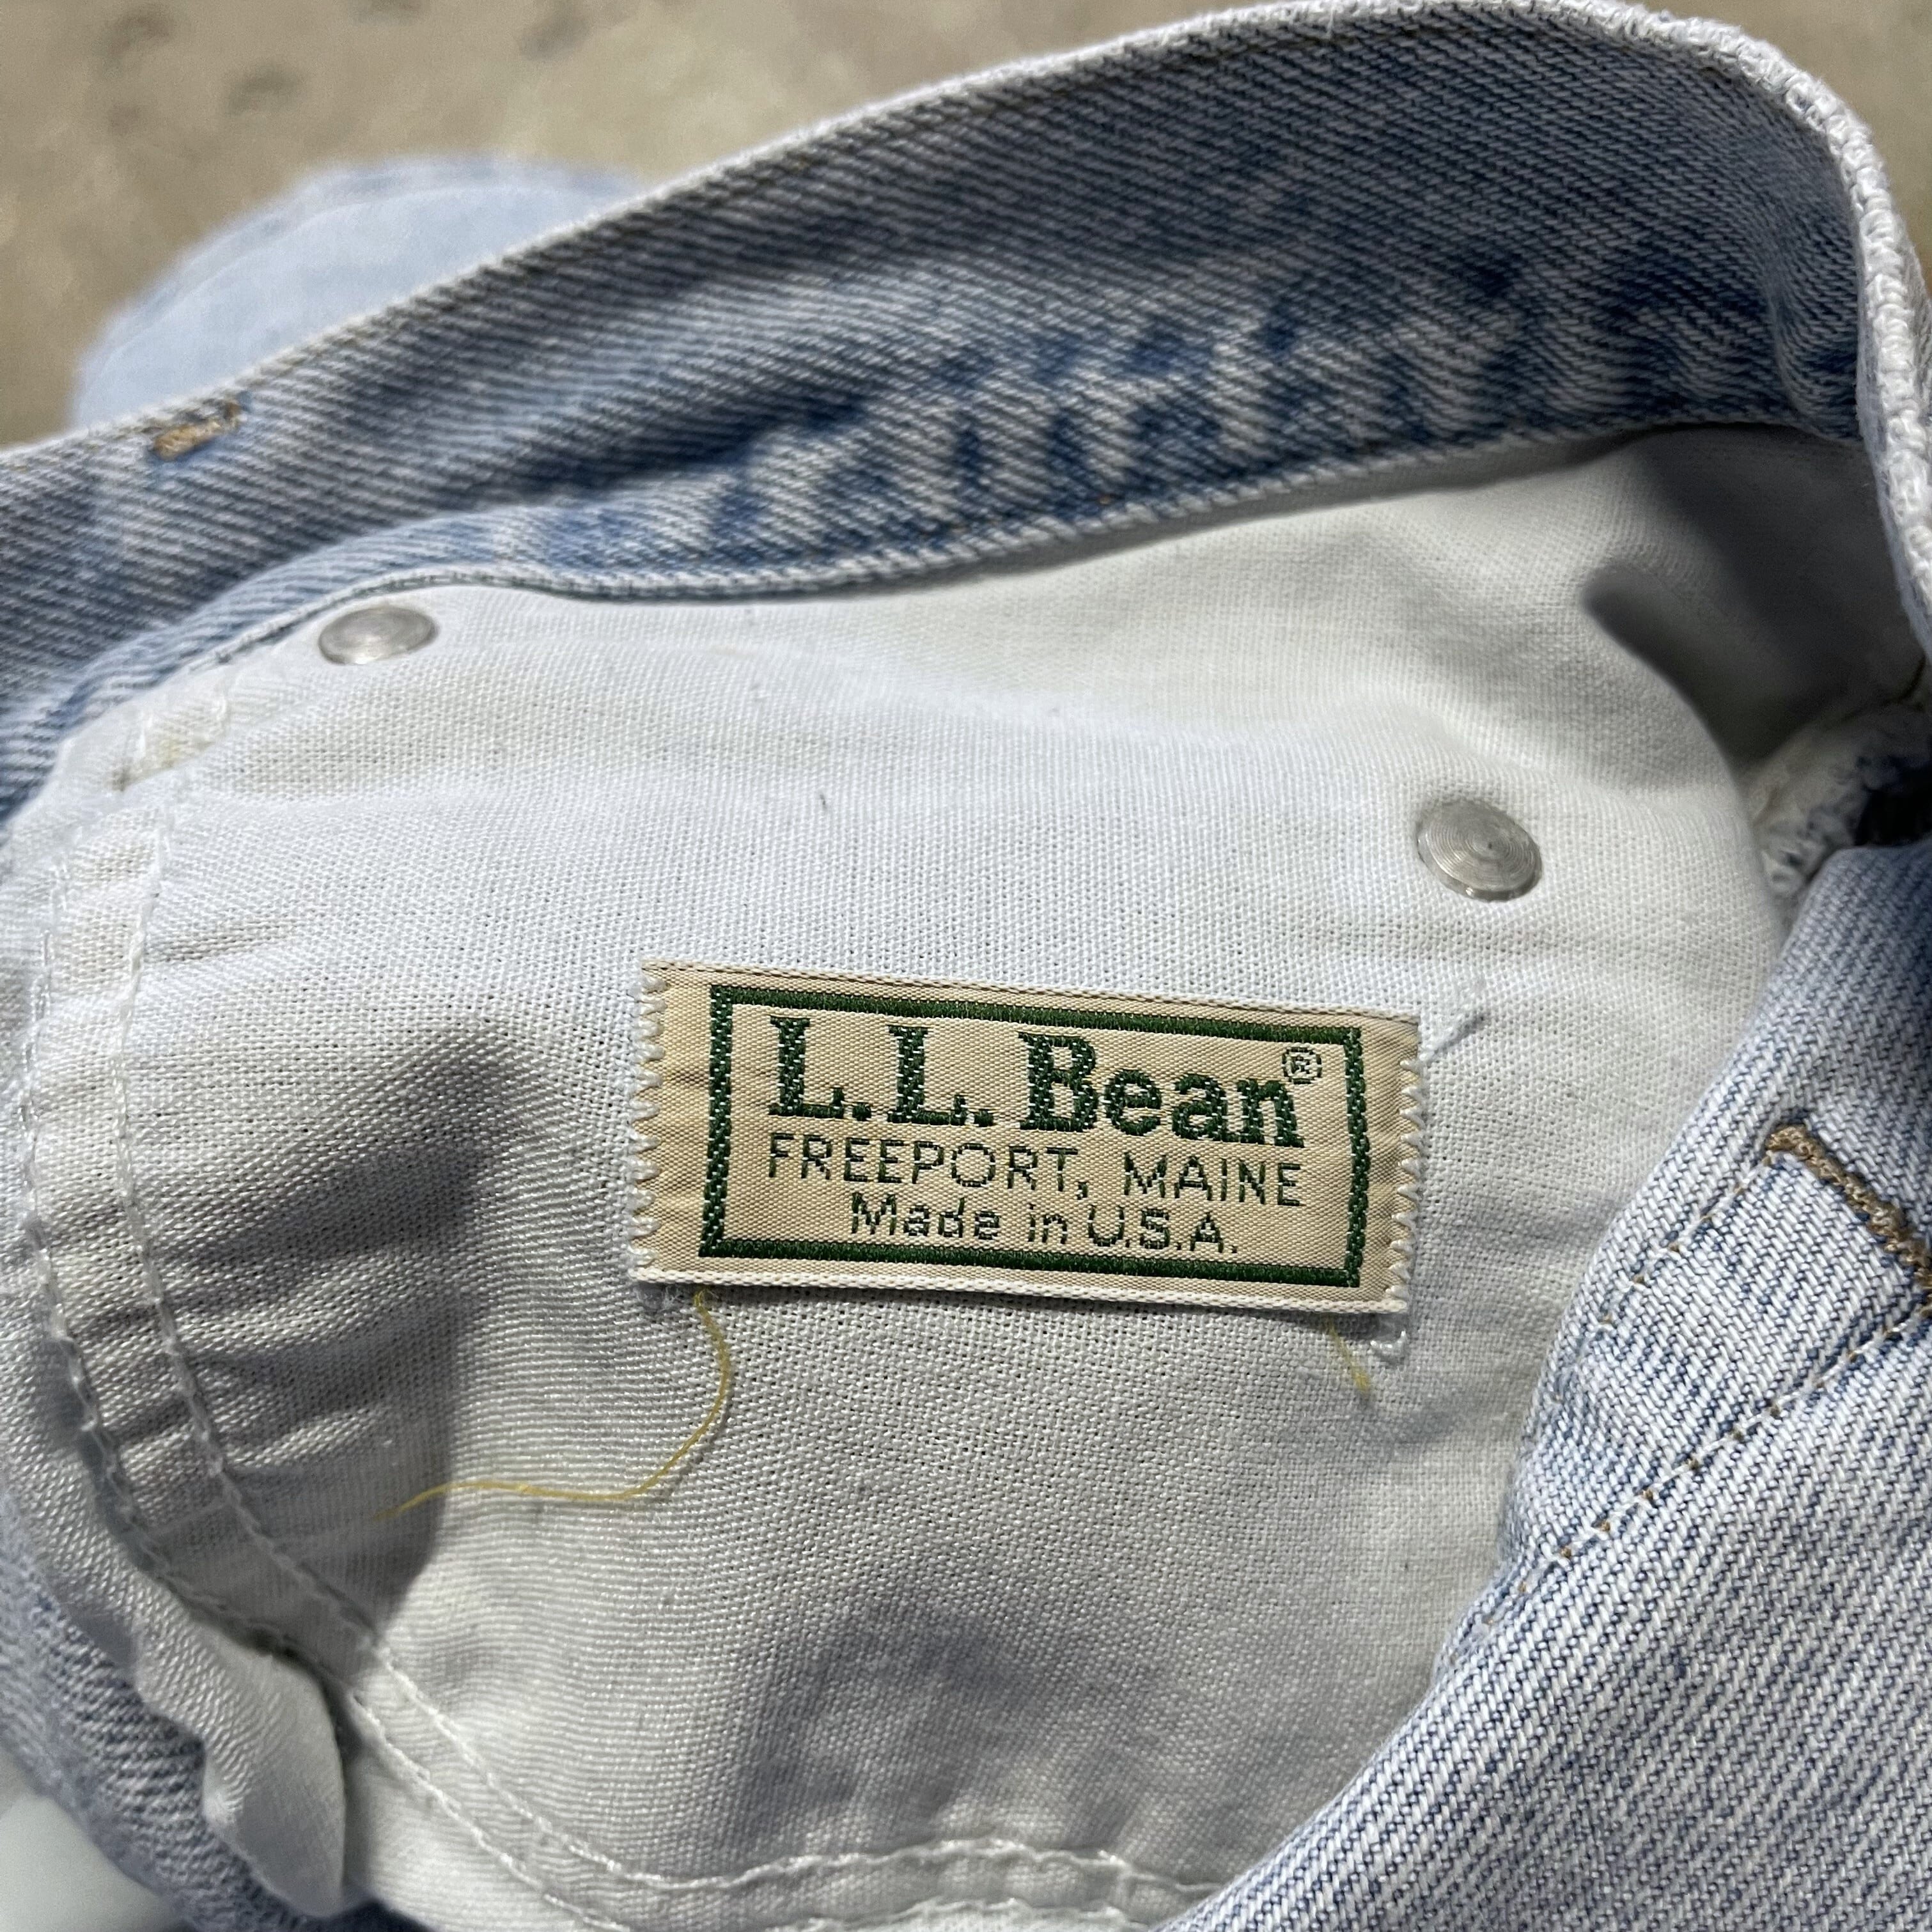 L.L.Bean®
FREEPORT, MAINE
Made in U.S.A.